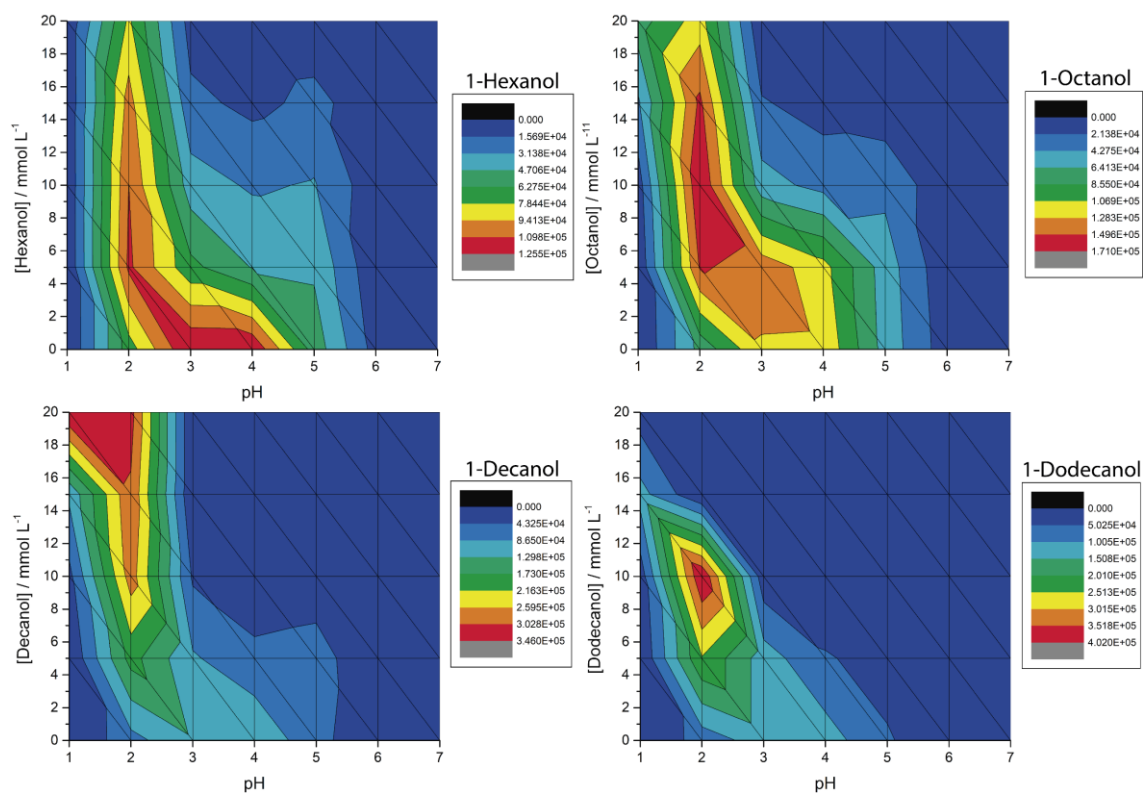 1-Hexanol
[Hexanol] / mmol L⁻¹
20
18
16
14
12
10
8
6
4
2
0
1 2 3 4 5 6 7
pH
0.000
1.569E+04
3.138E+04
4.706E+04
6.275E+04
7.844E+04
9.413E+04
1.098E+05
1.255E+05
1-Octanol
[Octanol] / mmol L⁻¹¹
20
18
16
14
12
10
8
6
4
2
0
1 2 3 4 5 6 7
pH
0.000
2.138E+04
4.275E+04
6.413E+04
8.550E+04
1.069E+05
1.283E+05
1.496E+05
1.710E+05
1-Decanol
[Decanol] / mmol L⁻¹
20
18
16
14
12
10
8
6
4
2
0
1 2 3 4 5 6 7
pH
0.000
4.325E+04
8.650E+04
1.298E+05
1.730E+05
2.163E+05
2.595E+05
3.028E+05
3.460E+05
1-Dodecanol
[Dodecanol] / mmol L⁻¹
20
18
16
14
12
10
8
6
4
2
0
1 2 3 4 5 6 7
pH
0.000
5.025E+04
1.005E+05
1.508E+05
2.010E+05
2.513E+05
3.015E+05
3.518E+05
4.020E+05